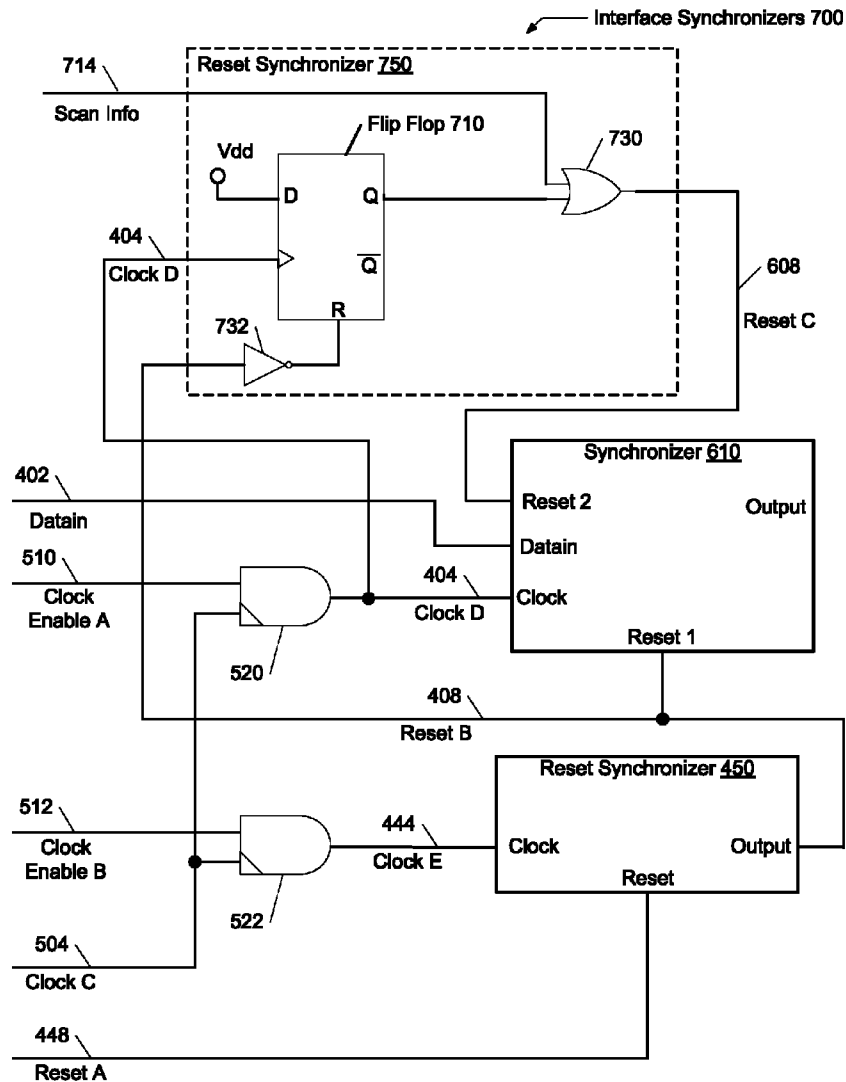 Interface Synchronizers 700
714
Scan Info
Reset Synchronizer 750
Flip Flop 710
Vdd
730
D
Q
404
Clock D
Q
608
Reset C
R
732
Synchronizer 610
402
Datain
Reset 2
Output
510
Clock
Enable A
Datain
404
Clock D
Clock
520
Reset 1
408
Reset B
Reset Synchronizer 450
512
Clock
Enable B
444
Clock E
Clock
Output
522
Reset
504
Clock C
448
Reset A